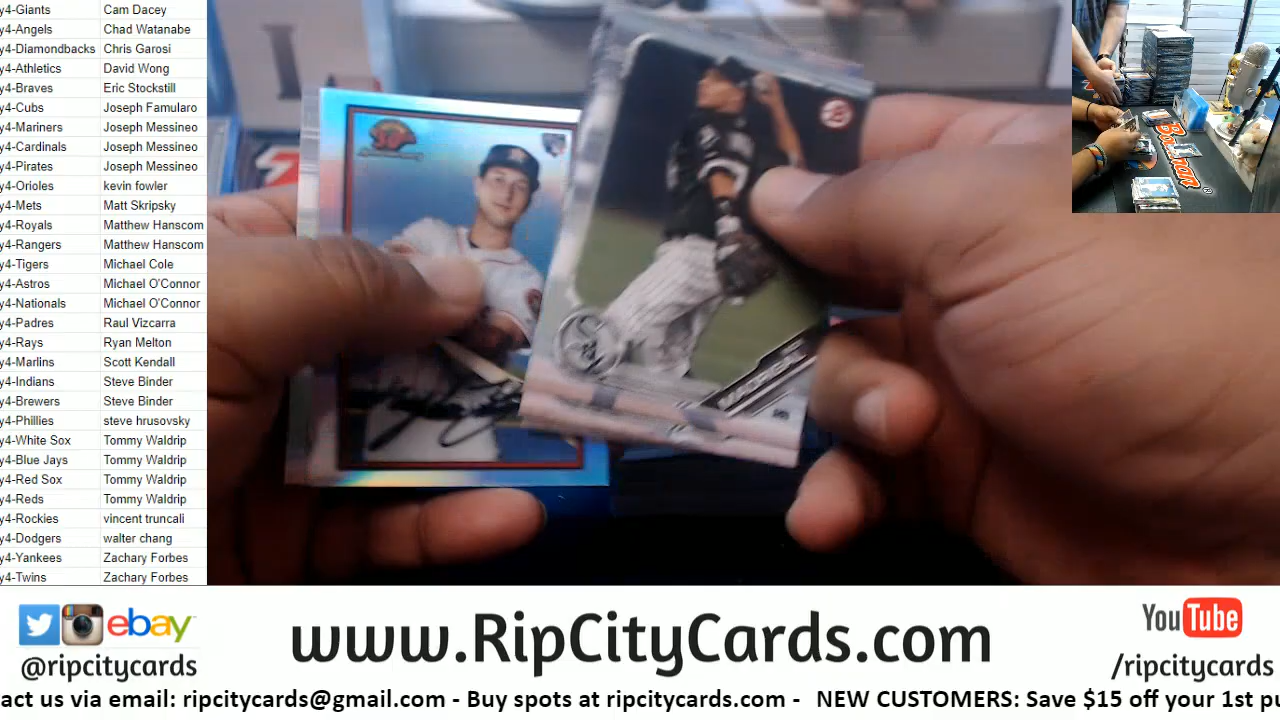 y4-Giants Cam Dacey
y4-Angels Chad Watanabe
y4-Diamondbacks Chris Garosi
y4-Athletics David Wong
y4-Braves Eric Stockstill
y4-Cubs Joseph Famularo
y4-Mariners Joseph Messineo
y4-Cardinals Joseph Messineo
y4-Pirates Joseph Messineo
y4-Orioles kevin fowler
y4-Mets Matt Skripsky
y4-Royals Matthew Hanscom
y4-Rangers Matthew Hanscom
y4-Tigers Michael Cole
y4-Astros Michael O'Connor
y4-Nationals Michael O'Connor
y4-Padres Raul Vizcarra
y4-Rays Ryan Melton
y4-Marlins Scott Kendall
y4-Indians Steve Binder
y4-Brewers Steve Binder
y4-Phillies steve hrusovsky
y4-White Sox Tommy Waldrip
y4-Blue Jays Tommy Waldrip
y4-Red Sox Tommy Waldrip
y4-Reds Tommy Waldrip
y4-Rockies vincent truncali
y4-Dodgers walter chang
y4-Yankees Zachary Forbes
y4-Twins Zachary Forbes
Bowman
MADRIGAL
ebay
@ripcitycards
www.RipCityCards.com
YouTube
/ripcitycards
act us via email: ripcitycards@gmail.com - Buy spots at ripcitycards.com - NEW CUSTOMERS: Save $15 off your 1st pu